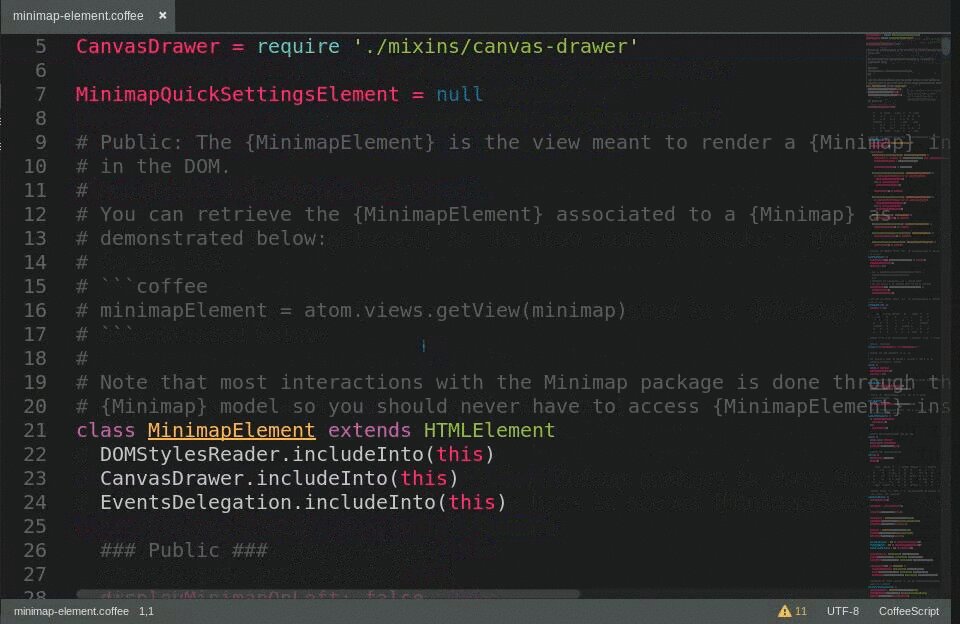 minimap-element.coffee ×
5 CanvasDrawer = require './mixins/canvas-drawer'
6
7 MinimapQuickSettingsElement = null
8
9 # Public: The {MinimapElement} is the view meant to render a {Minimap} in
10 # in the DOM.
11 #
12 # You can retrieve the {MinimapElement} associated to a {Minimap} as
13 # demonstrated below:
14 #
15 # ```coffee
16 # minimapElement = atom.views.getView(minimap)
17 # ```
18 #
19 # Note that most interactions with the Minimap package is done through th
20 # {Minimap} model so you should never have to access {MinimapElement} ins
21 class MinimapElement extends HTMLElement
22 DOMStylesReader.includeInto(this)
23 CanvasDrawer.includeInto(this)
24 EventsDelegation.includeInto(this)
25
26 ### Public ###
27
28 displayMinimapOnLeft: false
HOOKS
ATTACH
CONTENT
minimap-element.coffee 1,1 11 UTF-8 CoffeeScript